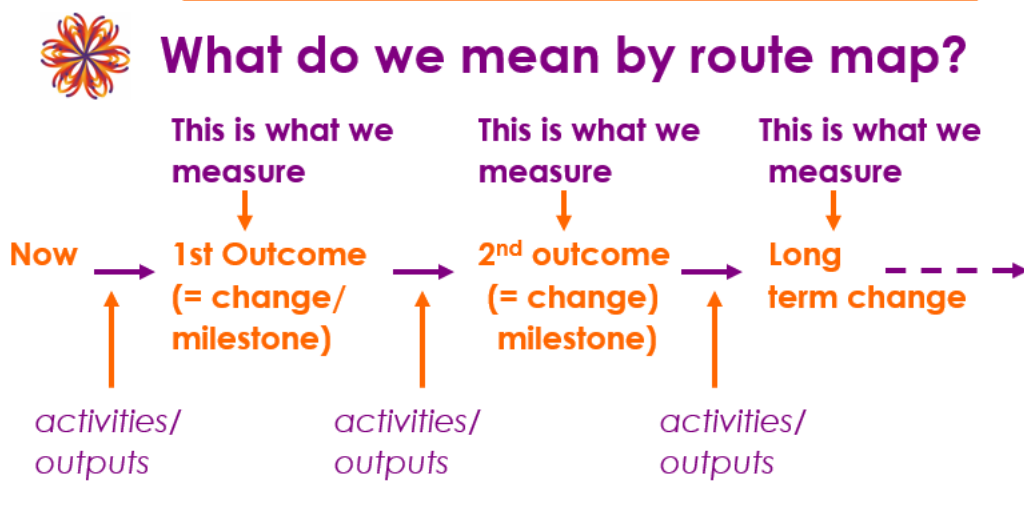 What do we mean by route map?
This is what we
measure
This is what we
measure
This is what we
measure
Now
1st Outcome
(= change/
milestone)
2nd outcome
(= change)
milestone)
Long
term change
activities/
outputs
activities/
outputs
activities/
outputs